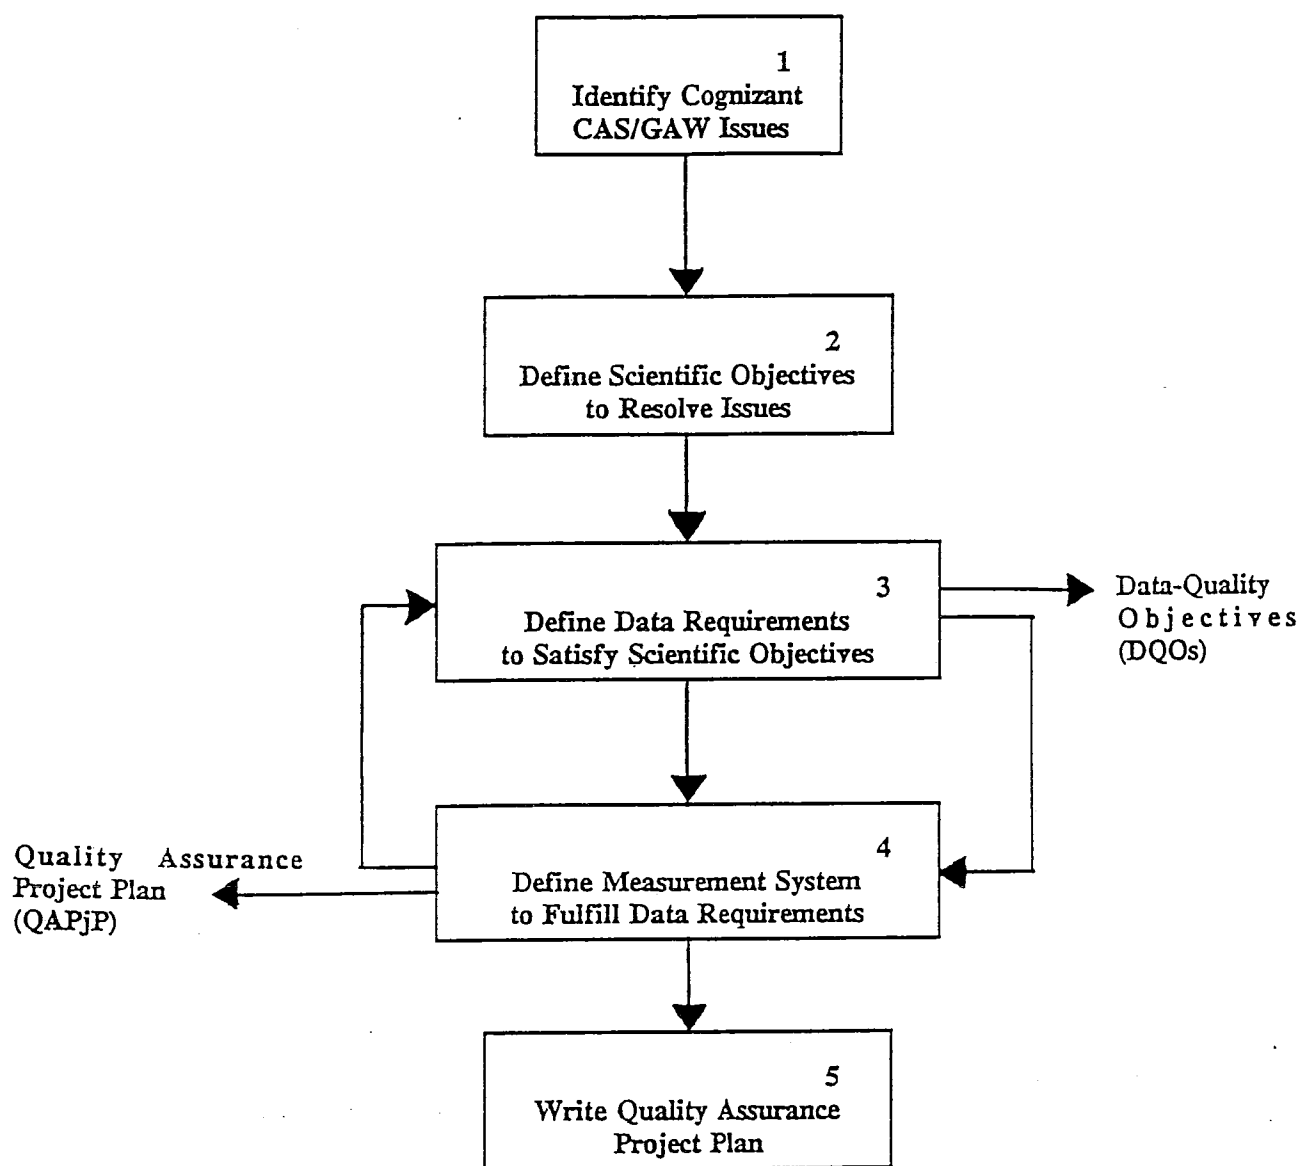 1
Identify Cognizant
CAS/GAW Issues
2
Define Scientific Objectives
to Resolve Issues
3
Define Data Requirements
to Satisfy Scientific Objectives
Data-Quality
Objectives
(DQOs)
4
Define Measurement System
to Fulfill Data Requirements
Quality Assurance
Project Plan
(QAPjP)
5
Write Quality Assurance
Project Plan